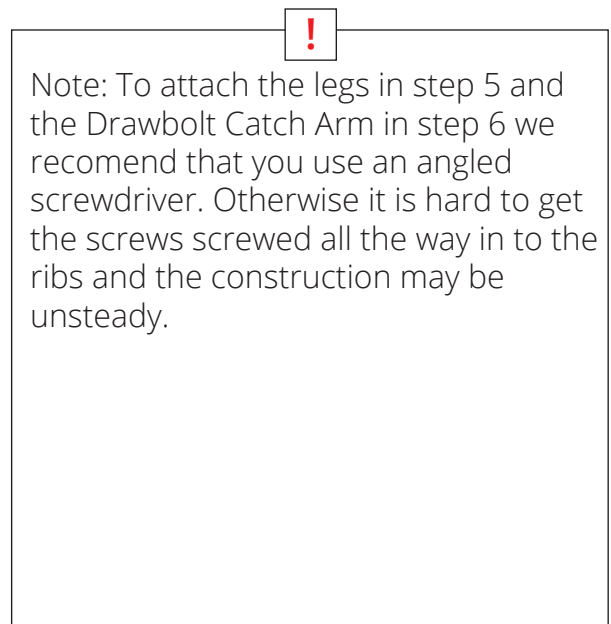 !
Note: To attach the legs in step 5 and
the Drawbolt Catch Arm in step 6 we
recomend that you use an angled
screwdriver. Otherwise it is hard to get
the screws screwed all the way in to the
ribs and the construction may be
unsteady.